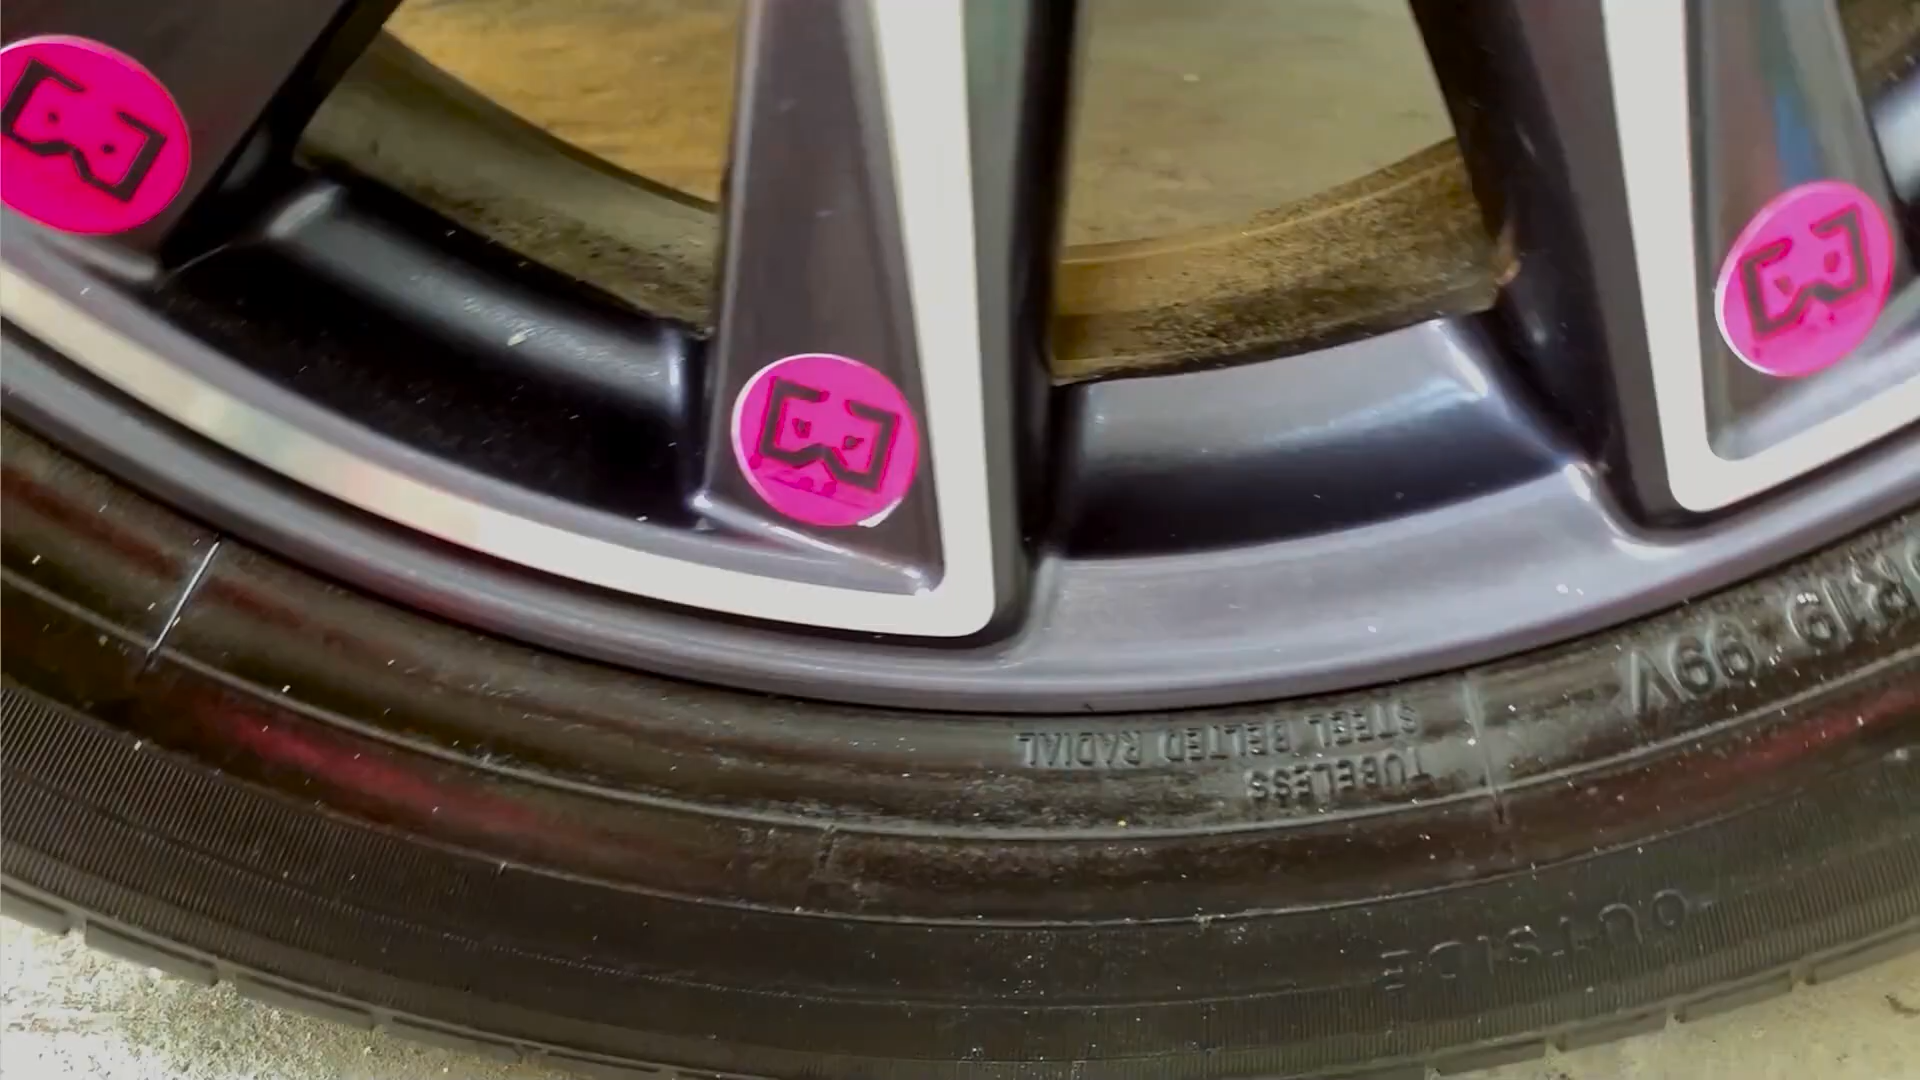 R19 99V
TUBELESS
STEEL BELTED RADIAL
OUTSIDE